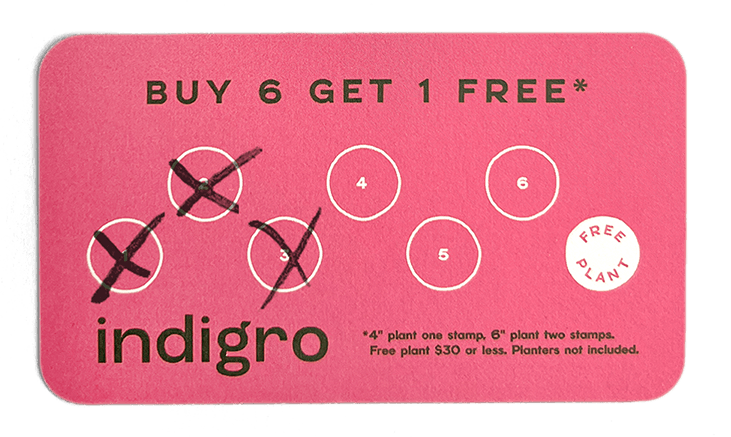 BUY 6 GET 1 FREE*
4
6
3
5
FREE
PLANT
indigro
*4" plant one stamp, 6" plant two stamps.
Free plant $30 or less. Planters not included.